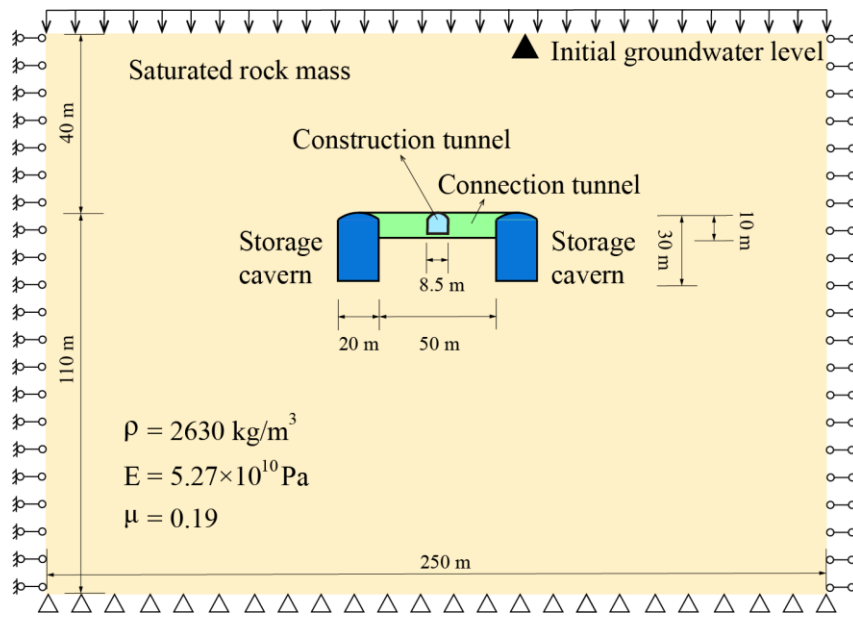 Initial groundwater level
Saturated rock mass
40 m
Construction tunnel
Connection tunnel
Storage
cavern
Storage
cavern
10 m
30 m
8.5 m
20 m
50 m
110 m
ρ = 2630 kg/m³
E = 5.27×10¹⁰ Pa
μ = 0.19
250 m